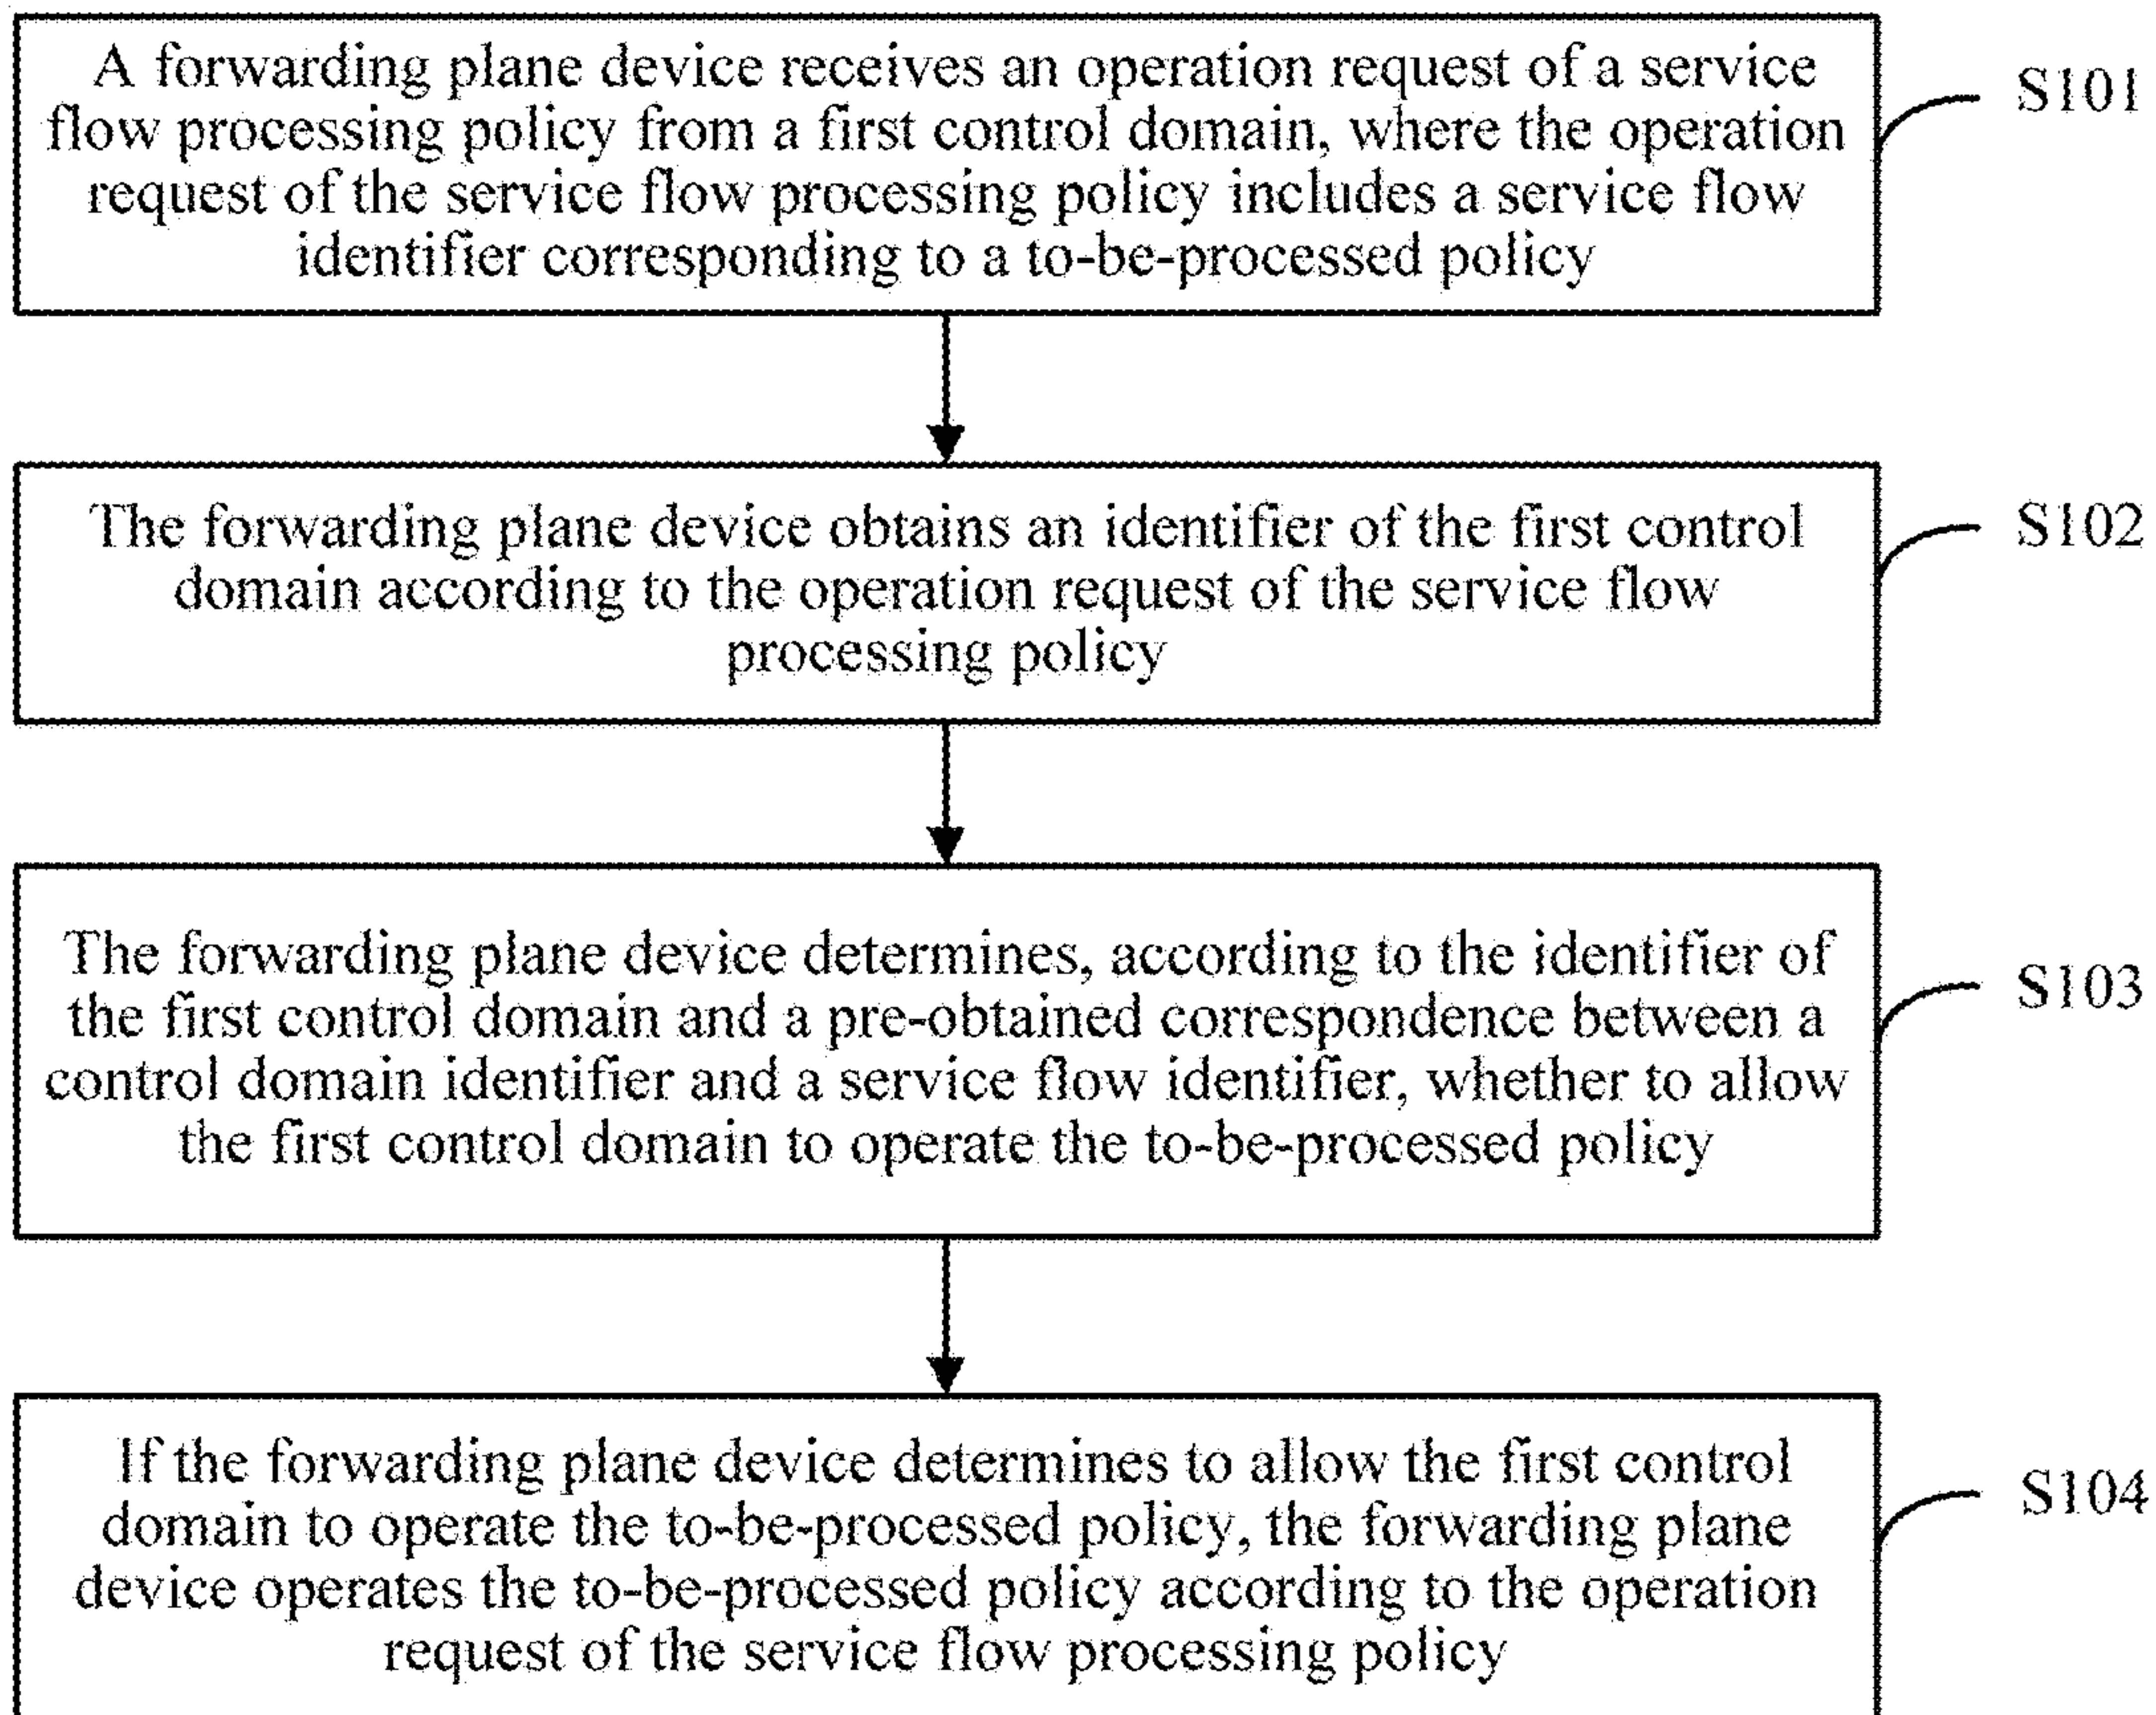 A forwarding plane device receives an operation request of a service
flow processing policy from a first control domain, where the operation
request of the service flow processing policy includes a service flow
identifier corresponding to a to-be-processed policy
S101
The forwarding plane device obtains an identifier of the first control
domain according to the operation request of the service flow
processing policy
S102
The forwarding plane device determines, according to the identifier of
the first control domain and a pre-obtained correspondence between a
control domain identifier and a service flow identifier, whether to allow
the first control domain to operate the to-be-processed policy
S103
If the forwarding plane device determines to allow the first control
domain to operate the to-be-processed policy, the forwarding plane
device operates the to-be-processed policy according to the operation
request of the service flow processing policy
S104